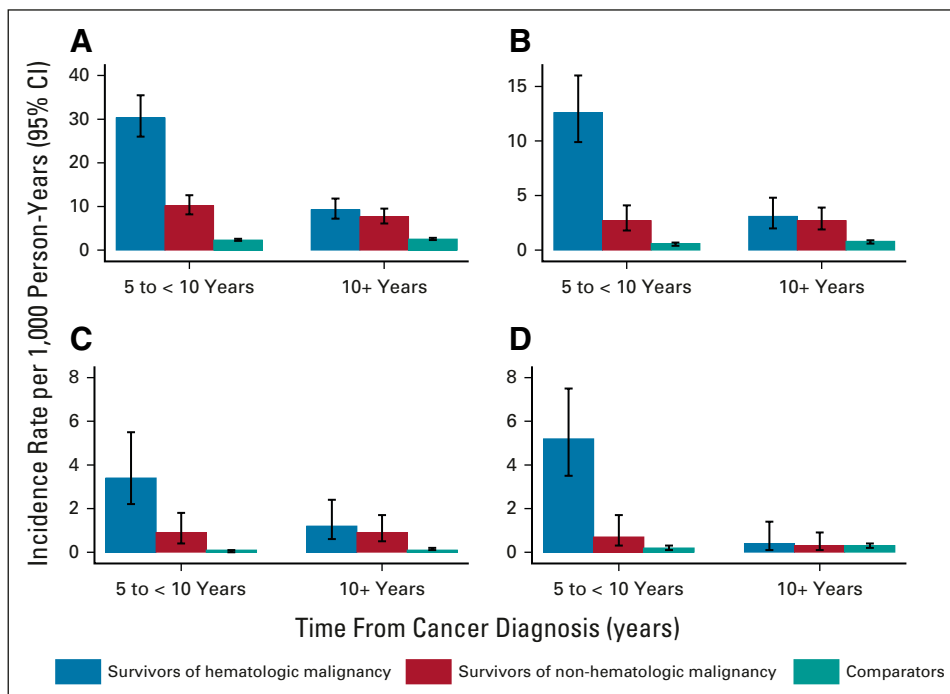 A
B
Incidence Rate per 1,000 Person-Years (95% CI)
40
30
20
10
0
5 to < 10 Years
10+ Years
15
10
5
0
5 to < 10 Years
10+ Years
C
D
8
6
4
2
0
5 to < 10 Years
10+ Years
8
6
4
2
0
5 to < 10 Years
10+ Years
Time From Cancer Diagnosis (years)
Survivors of hematologic malignancy
Survivors of non-hematologic malignancy
Comparators